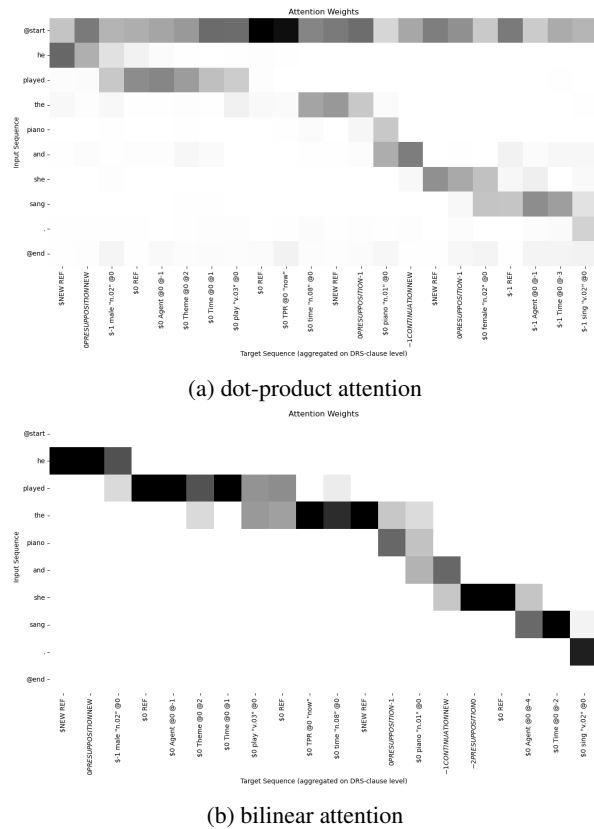 Attention Weights
@start
he
played
the
piano
and
she
sang
.
@end
Input Sequence
$NEW REF
0PRESUPPOSITIONNEW
$-1 male "n.02" @0
$0 REF
$0 Agent @0 @-1
$0 Theme @0 @2
$0 Time @0 @1
$0 play "v.03" @0
$0 REF
$0 TPR @0 "now"
$0 time "n.08" @0
$NEW REF
0PRESUPPOSITION-1
$0 piano "n.01" @0
-1CONTINUATIONNEW
$NEW REF
0PRESUPPOSITION-1
$0 female "n.02" @0
$-1 REF
$-1 Agent @0 @-1
$-1 Time @0 @-3
$-1 sing "v.02" @0
Target Sequence (aggregated on DRS-clause level)
(a) dot-product attention
Attention Weights
@start
he
played
the
piano
and
she
sang
.
@end
Input Sequence
$NEW REF
0PRESUPPOSITIONNEW
$-1 male "n.02" @0
$0 REF
$0 Agent @0 @-1
$0 Theme @0 @2
$0 Time @0 @1
$0 play "v.03" @0
$0 REF
$0 TPR @0 "now"
$0 time "n.08" @0
$NEW REF
0PRESUPPOSITION-1
$0 piano "n.01" @0
-1CONTINUATIONNEW
-2PRESUPPOSITION0
$0 REF
$0 Agent @0 @-4
$0 Time @0 @-2
$0 sing "v.02" @0
Target Sequence (aggregated on DRS-clause level)
(b) bilinear attention